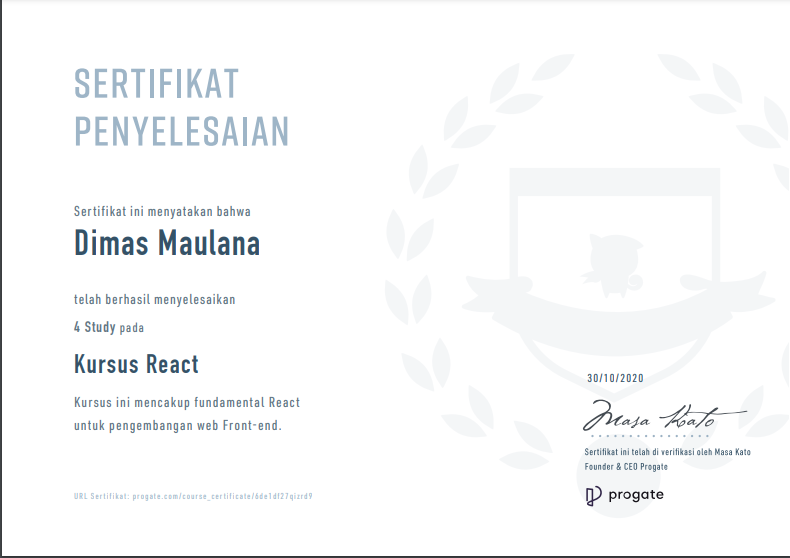 SERTIFIKAT
PENYELESAIAN
Sertifikat ini menyatakan bahwa
Dimas Maulana
telah berhasil menyelesaikan
4 Study pada
Kursus React
Kursus ini mencakup fundamental React
untuk pengembangan web Front-end.
30/10/2020
Masa Kato
Sertifikat ini telah di verifikasi oleh Masa Kato
Founder & CEO Progate
progate
URL Sertifikat: progate.com/course_certificate/6de1df27qizrd9